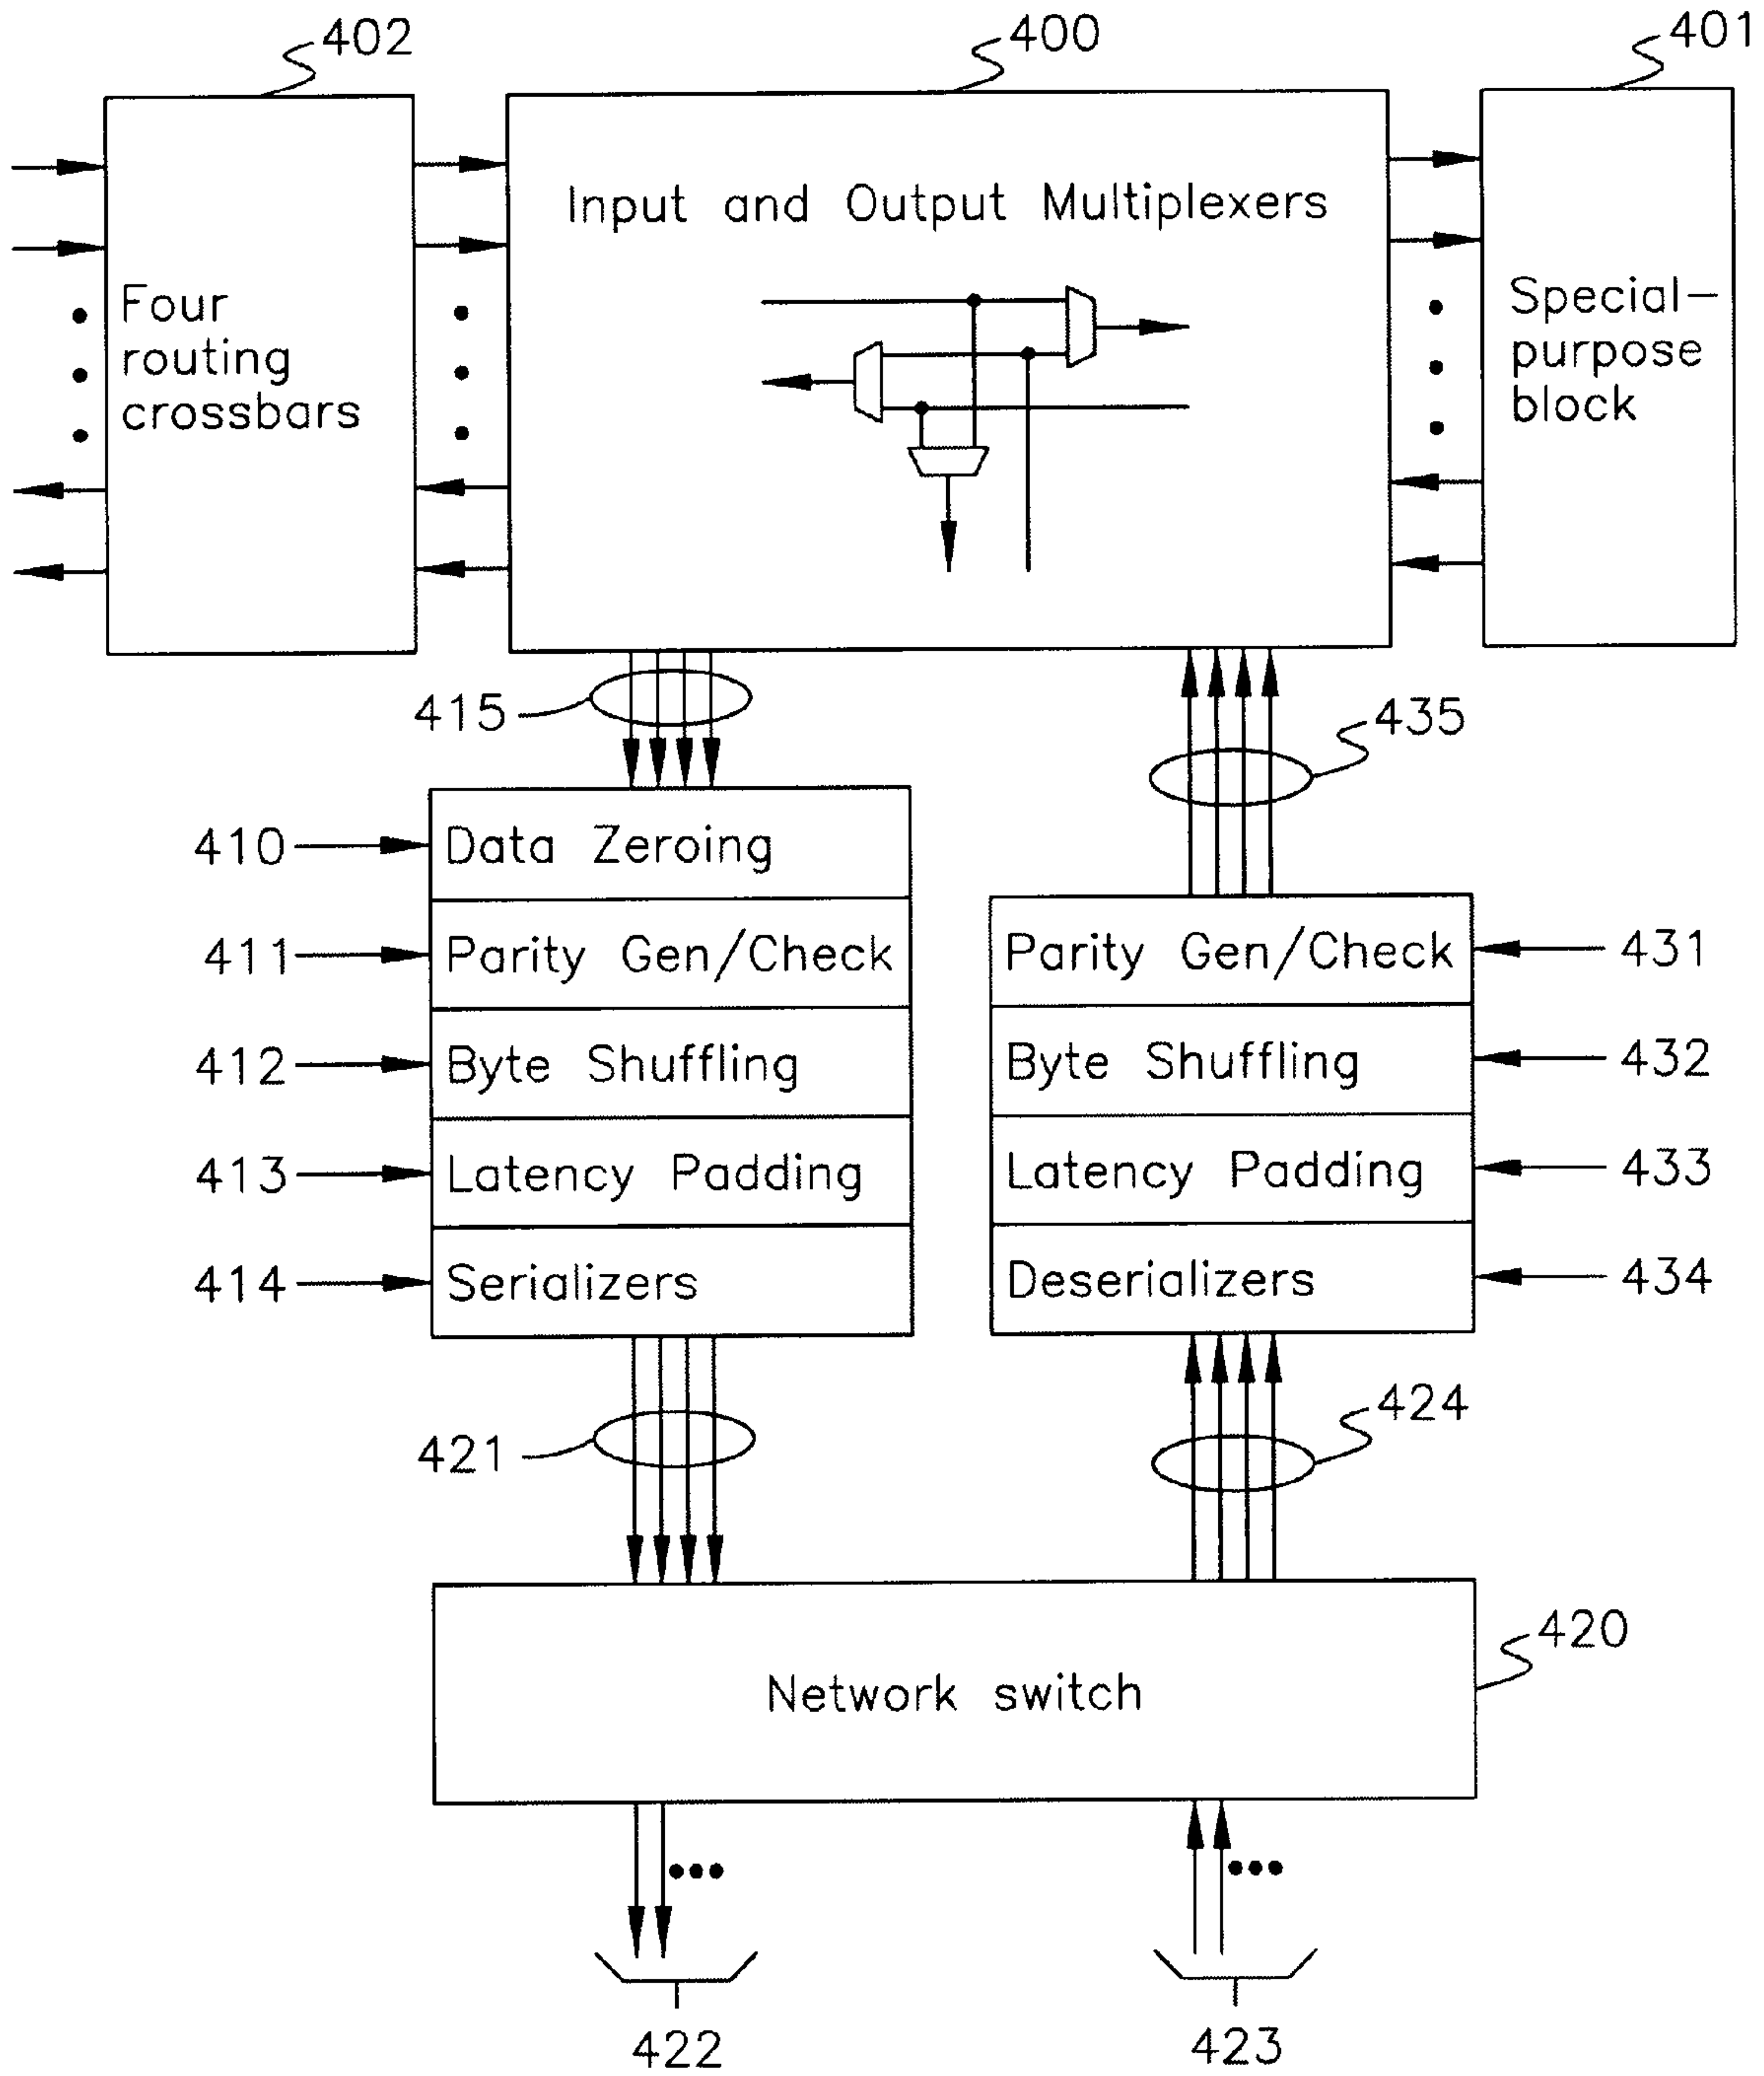 402
400
401
Input and Output Multiplexers
Four
routing
crossbars
Special-
purpose
block
415
435
410
Data Zeroing
411
Parity Gen/Check
412
Byte Shuffling
413
Latency Padding
414
Serializers
Parity Gen/Check
431
Byte Shuffling
432
Latency Padding
433
Deserializers
434
421
424
420
Network switch
422
423